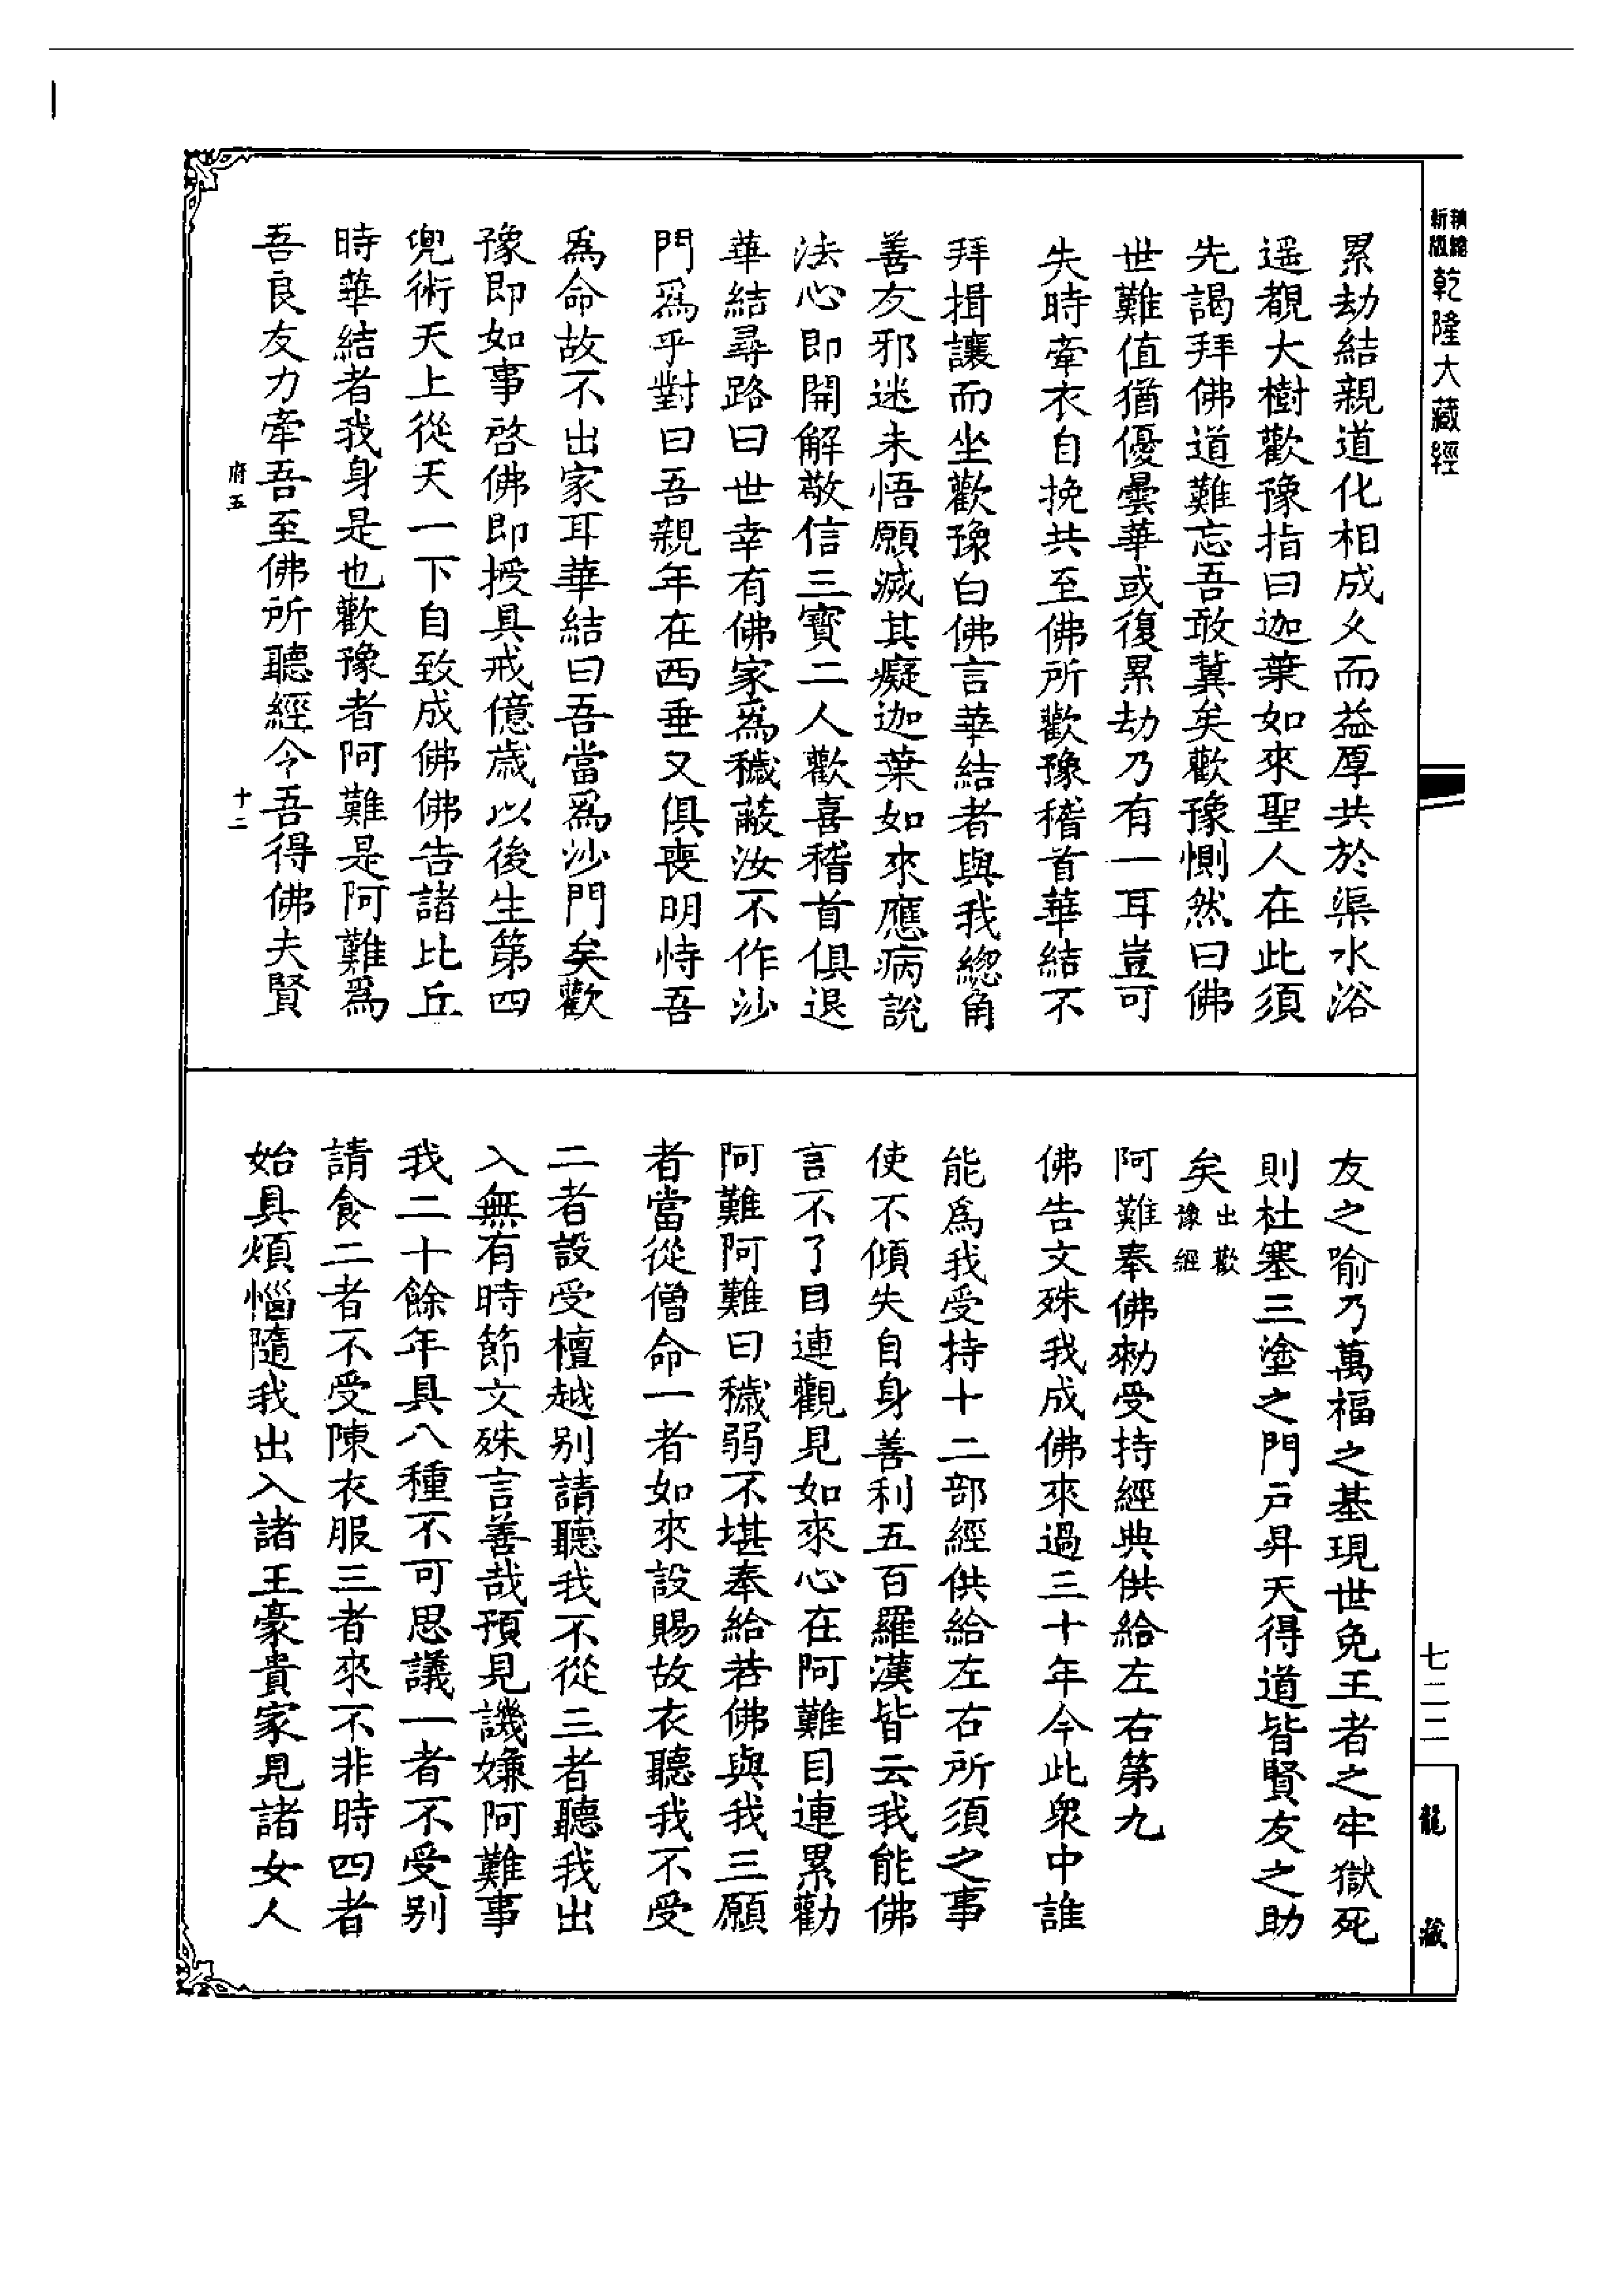 精縮新版乾隆大藏經
累劫結親道化相成久而益厚共於渠水浴
遥覩大樹歡豫指曰迦葉如來聖人在此須
先謁拜佛道難忘吾敢冀矣歡豫惻然曰佛
世難值猶優曇華或復累劫乃有一耳豈可
失時牽衣自挽共至佛所歡豫稽首華結不
拜揖讓而坐歡豫白佛言華結者與我總角
善友邪迷未悟願滅其癡迦葉如來應病說
法心即開解敬信三寳二人歡喜稽首俱退
華結尋路曰世幸有佛家爲穢蔽汝不作沙
門爲乎對曰吾親年在西垂又俱喪明恃吾
爲命故不出家耳華結曰吾當爲沙門矣歡
豫即如事啓佛即授具戒億歲以後生第四
兜術天上從天一下自致成佛佛告諸比丘
時華結者我身是也歡豫者阿難是阿難爲
吾良友力牽吾至佛所聽經令吾得佛夫賢
府五 十二
友之喻乃萬福之基現世免王者之牢獄死
則杜塞三塗之門戸昇天得道皆賢友之助
矣出歡豫經
阿難奉佛勑受持經典供給左右第九
佛告文殊我成佛來過三十年今此衆中誰
能爲我受持十二部經供給左右所須之事
使不傾失自身善利五百羅漢皆云我能佛
言不了目連觀見如來心在阿難目連累勸
阿難阿難曰穢弱不堪奉給若佛與我三願
者當從僧命一者如來設賜故衣聽我不受
二者設受檀越别請聽我不從三者聽我出
入無有時節文殊言善哉預見譏嫌阿難事
我二十餘年具八種不可思議一者不受别
請食二者不受陳衣服三者來不非時四者
始具煩惱隨我出入諸王豪貴家見諸女人
七二二
龍藏